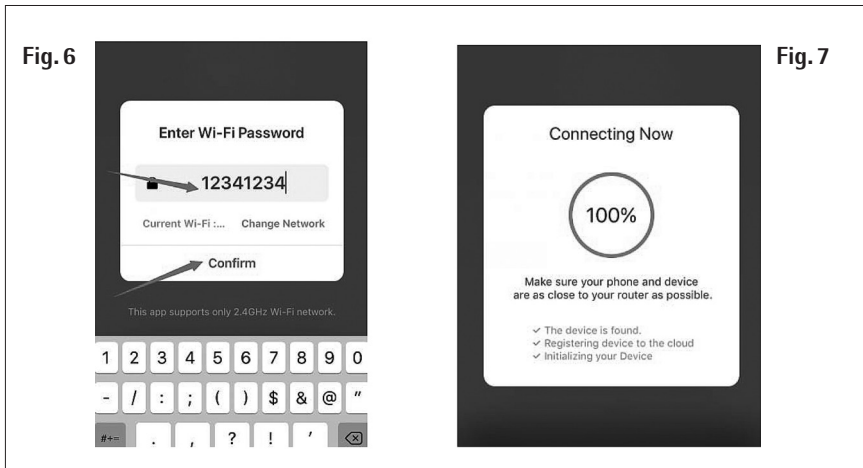 Fig. 6
Enter Wi-Fi Password
12341234
Current Wi-Fi :... Change Network
Confirm
This app supports only 2.4GHz Wi-Fi network.
1 2 3 4 5 6 7 8 9 0
- / : ; ( ) $ & @ "
#+= . , ? ! '
Fig. 7
Connecting Now
100%
Make sure your phone and device
are as close to your router as possible.
✓ The device is found.
✓ Registering device to the cloud
✓ Initializing your Device